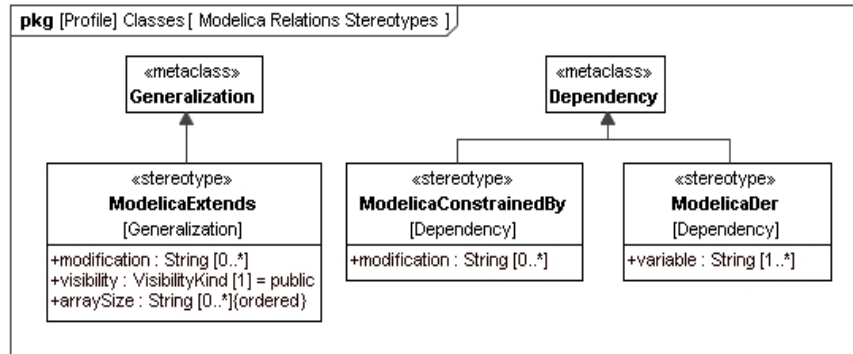 pkg [Profile] Classes [ Modelica Relations Stereotypes ]
«metaclass»
Generalization
«metaclass»
Dependency
«stereotype»
ModelicaExtends
[Generalization]
+modification : String [0..*]
+visibility : VisibilityKind [1] = public
+arraySize : String [0..*]{ordered}
«stereotype»
ModelicaConstrainedBy
[Dependency]
+modification : String [0..*]
«stereotype»
ModelicaDer
[Dependency]
+variable : String [1..*]